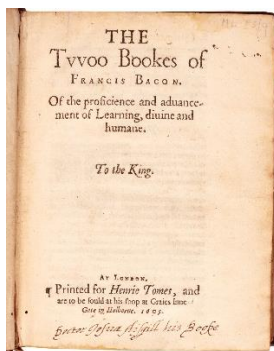 THE
Tvvoo Bookes of
FRANCIS BACON.
Of the proficience and aduance-
ment of Learning, diuine and
humane.
To the King.
AT LONDON,
¶ Printed for Henrie Tomes, and
are to be sould at his shop at Graies Inne
Gate in Holborne. 1605.
his Booke